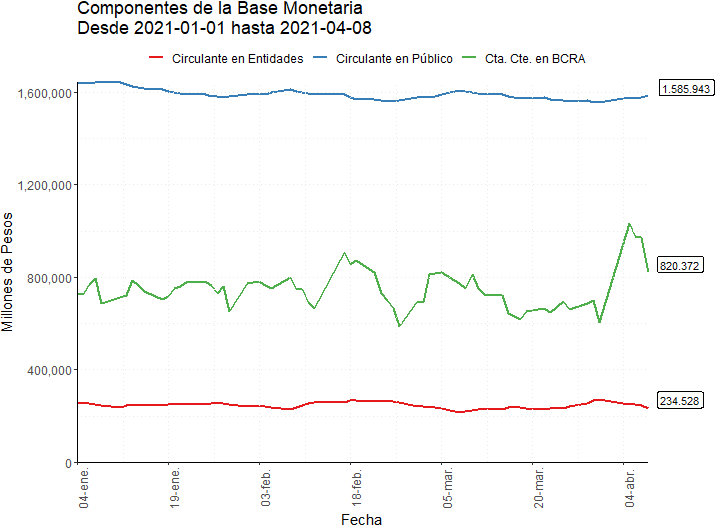 Componentes de la Base Monetaria
Desde 2021-01-01 hasta 2021-04-08
Circulante en Entidades Circulante en Público Cta. Cte. en BCRA
Millones de Pesos
1,600,000
1,200,000
800,000
400,000
0
1.585.943
820.372
234.528
04-ene.
19-ene.
03-feb.
18-feb.
05-mar.
20-mar.
04-abr.
Fecha